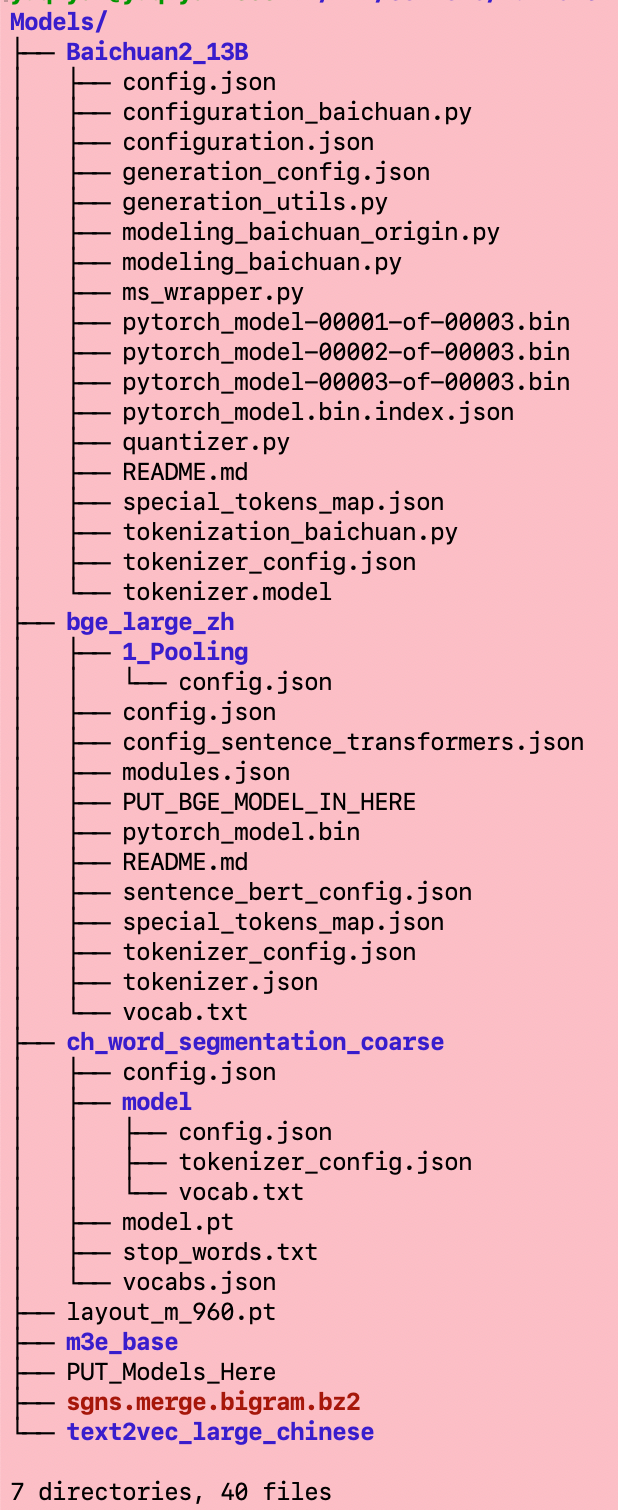 Models/
├── Baichuan2_13B
│   ├── config.json
│   ├── configuration_baichuan.py
│   ├── configuration.json
│   ├── generation_config.json
│   ├── generation_utils.py
│   ├── modeling_baichuan_origin.py
│   ├── modeling_baichuan.py
│   ├── ms_wrapper.py
│   ├── pytorch_model-00001-of-00003.bin
│   ├── pytorch_model-00002-of-00003.bin
│   ├── pytorch_model-00003-of-00003.bin
│   ├── pytorch_model.bin.index.json
│   ├── quantizer.py
│   ├── README.md
│   ├── special_tokens_map.json
│   ├── tokenization_baichuan.py
│   ├── tokenizer_config.json
│   └── tokenizer.model
├── bge_large_zh
│   ├── 1_Pooling
│   │   └── config.json
│   ├── config.json
│   ├── config_sentence_transformers.json
│   ├── modules.json
│   ├── PUT_BGE_MODEL_IN_HERE
│   ├── pytorch_model.bin
│   ├── README.md
│   ├── sentence_bert_config.json
│   ├── special_tokens_map.json
│   ├── tokenizer_config.json
│   ├── tokenizer.json
│   └── vocab.txt
├── ch_word_segmentation_coarse
│   ├── config.json
│   ├── model
│   │   ├── config.json
│   │   ├── tokenizer_config.json
│   │   └── vocab.txt
│   ├── model.pt
│   ├── stop_words.txt
│   └── vocabs.json
├── layout_m_960.pt
├── m3e_base
├── PUT_Models_Here
├── sgns.merge.bigram.bz2
└── text2vec_large_chinese

7 directories, 40 files